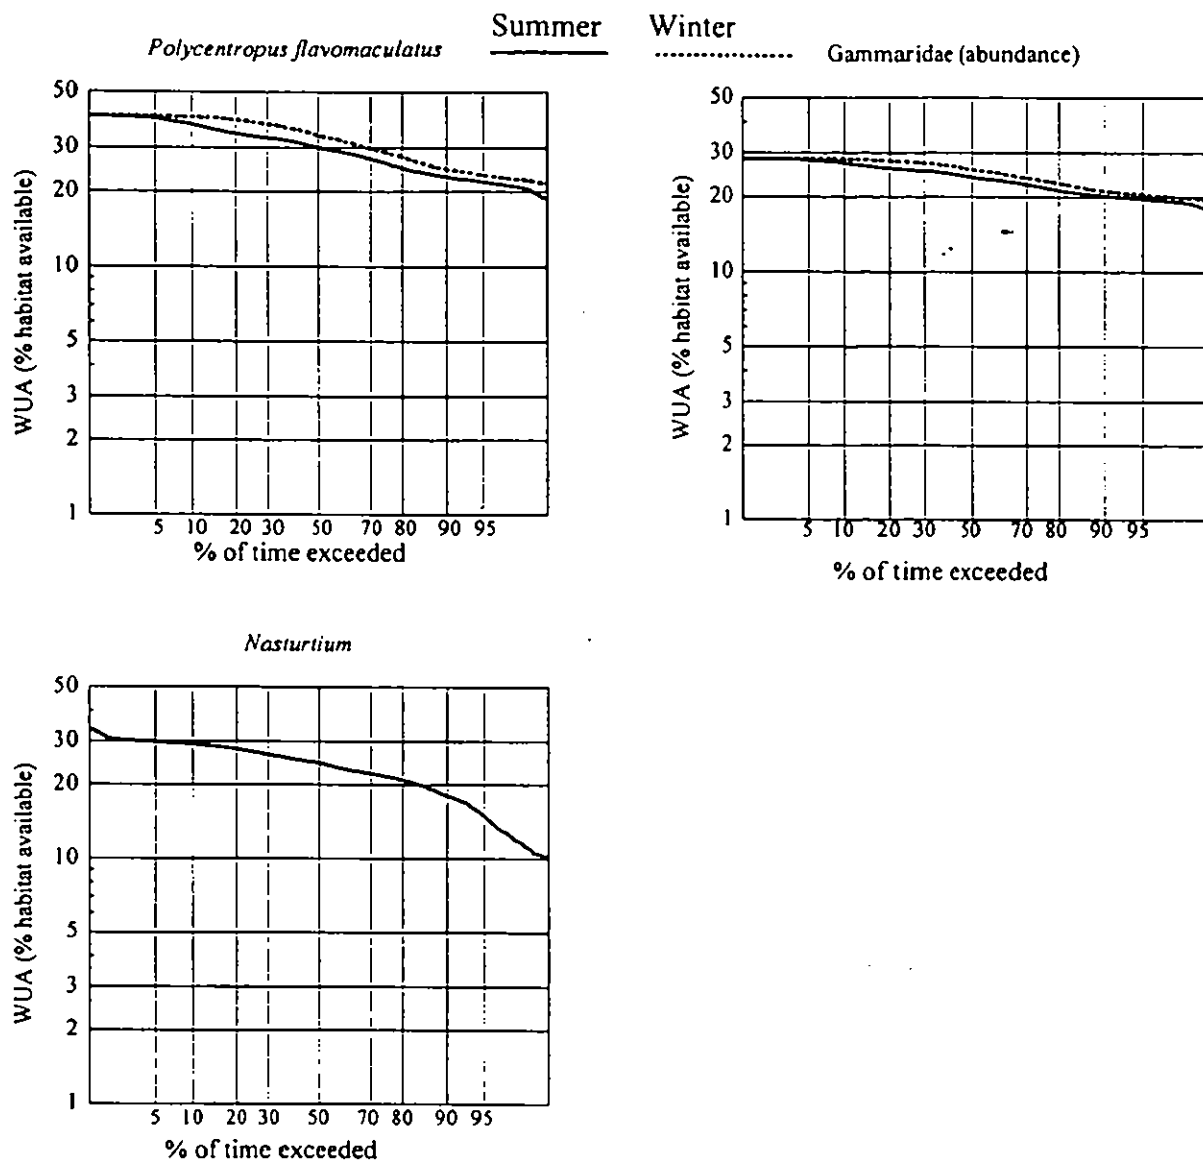 Summer Winter
Polycentropus flavomaculatus
Gammaridae (abundance)
WUA (% habitat available)
50
30
20
10
5
3
2
1
5 10 20 30 50 70 80 90 95
% of time exceeded
WUA (% habitat available)
50
30
20
10
5
3
2
1
5 10 20 30 50 70 80 90 95
% of time exceeded
Nasturtium
WUA (% habitat available)
50
30
20
10
5
3
2
1
5 10 20 30 50 70 80 90 95
% of time exceeded